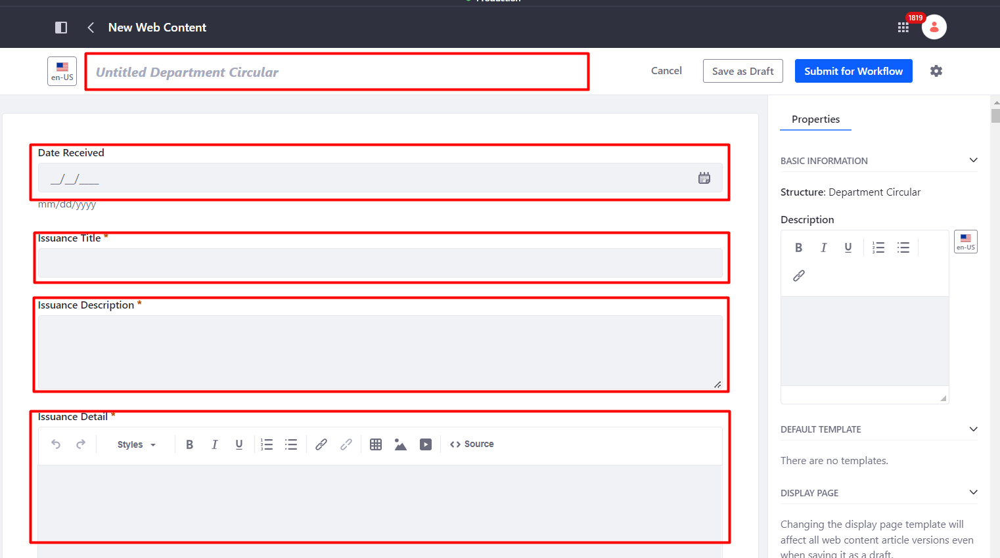 Production
New Web Content
1819
en-US
Untitled Department Circular
Cancel
Save as Draft
Submit for Workflow
Properties
BASIC INFORMATION
Structure: Department Circular
Description
B I U
en-US
DEFAULT TEMPLATE
There are no templates.
DISPLAY PAGE
Changing the display page template will
affect all web content article versions even
when saving it as a draft.
Date Received
__/__/____
mm/dd/yyyy
Issuance Title *
Issuance Description *
Issuance Detail *
Styles B I U Source